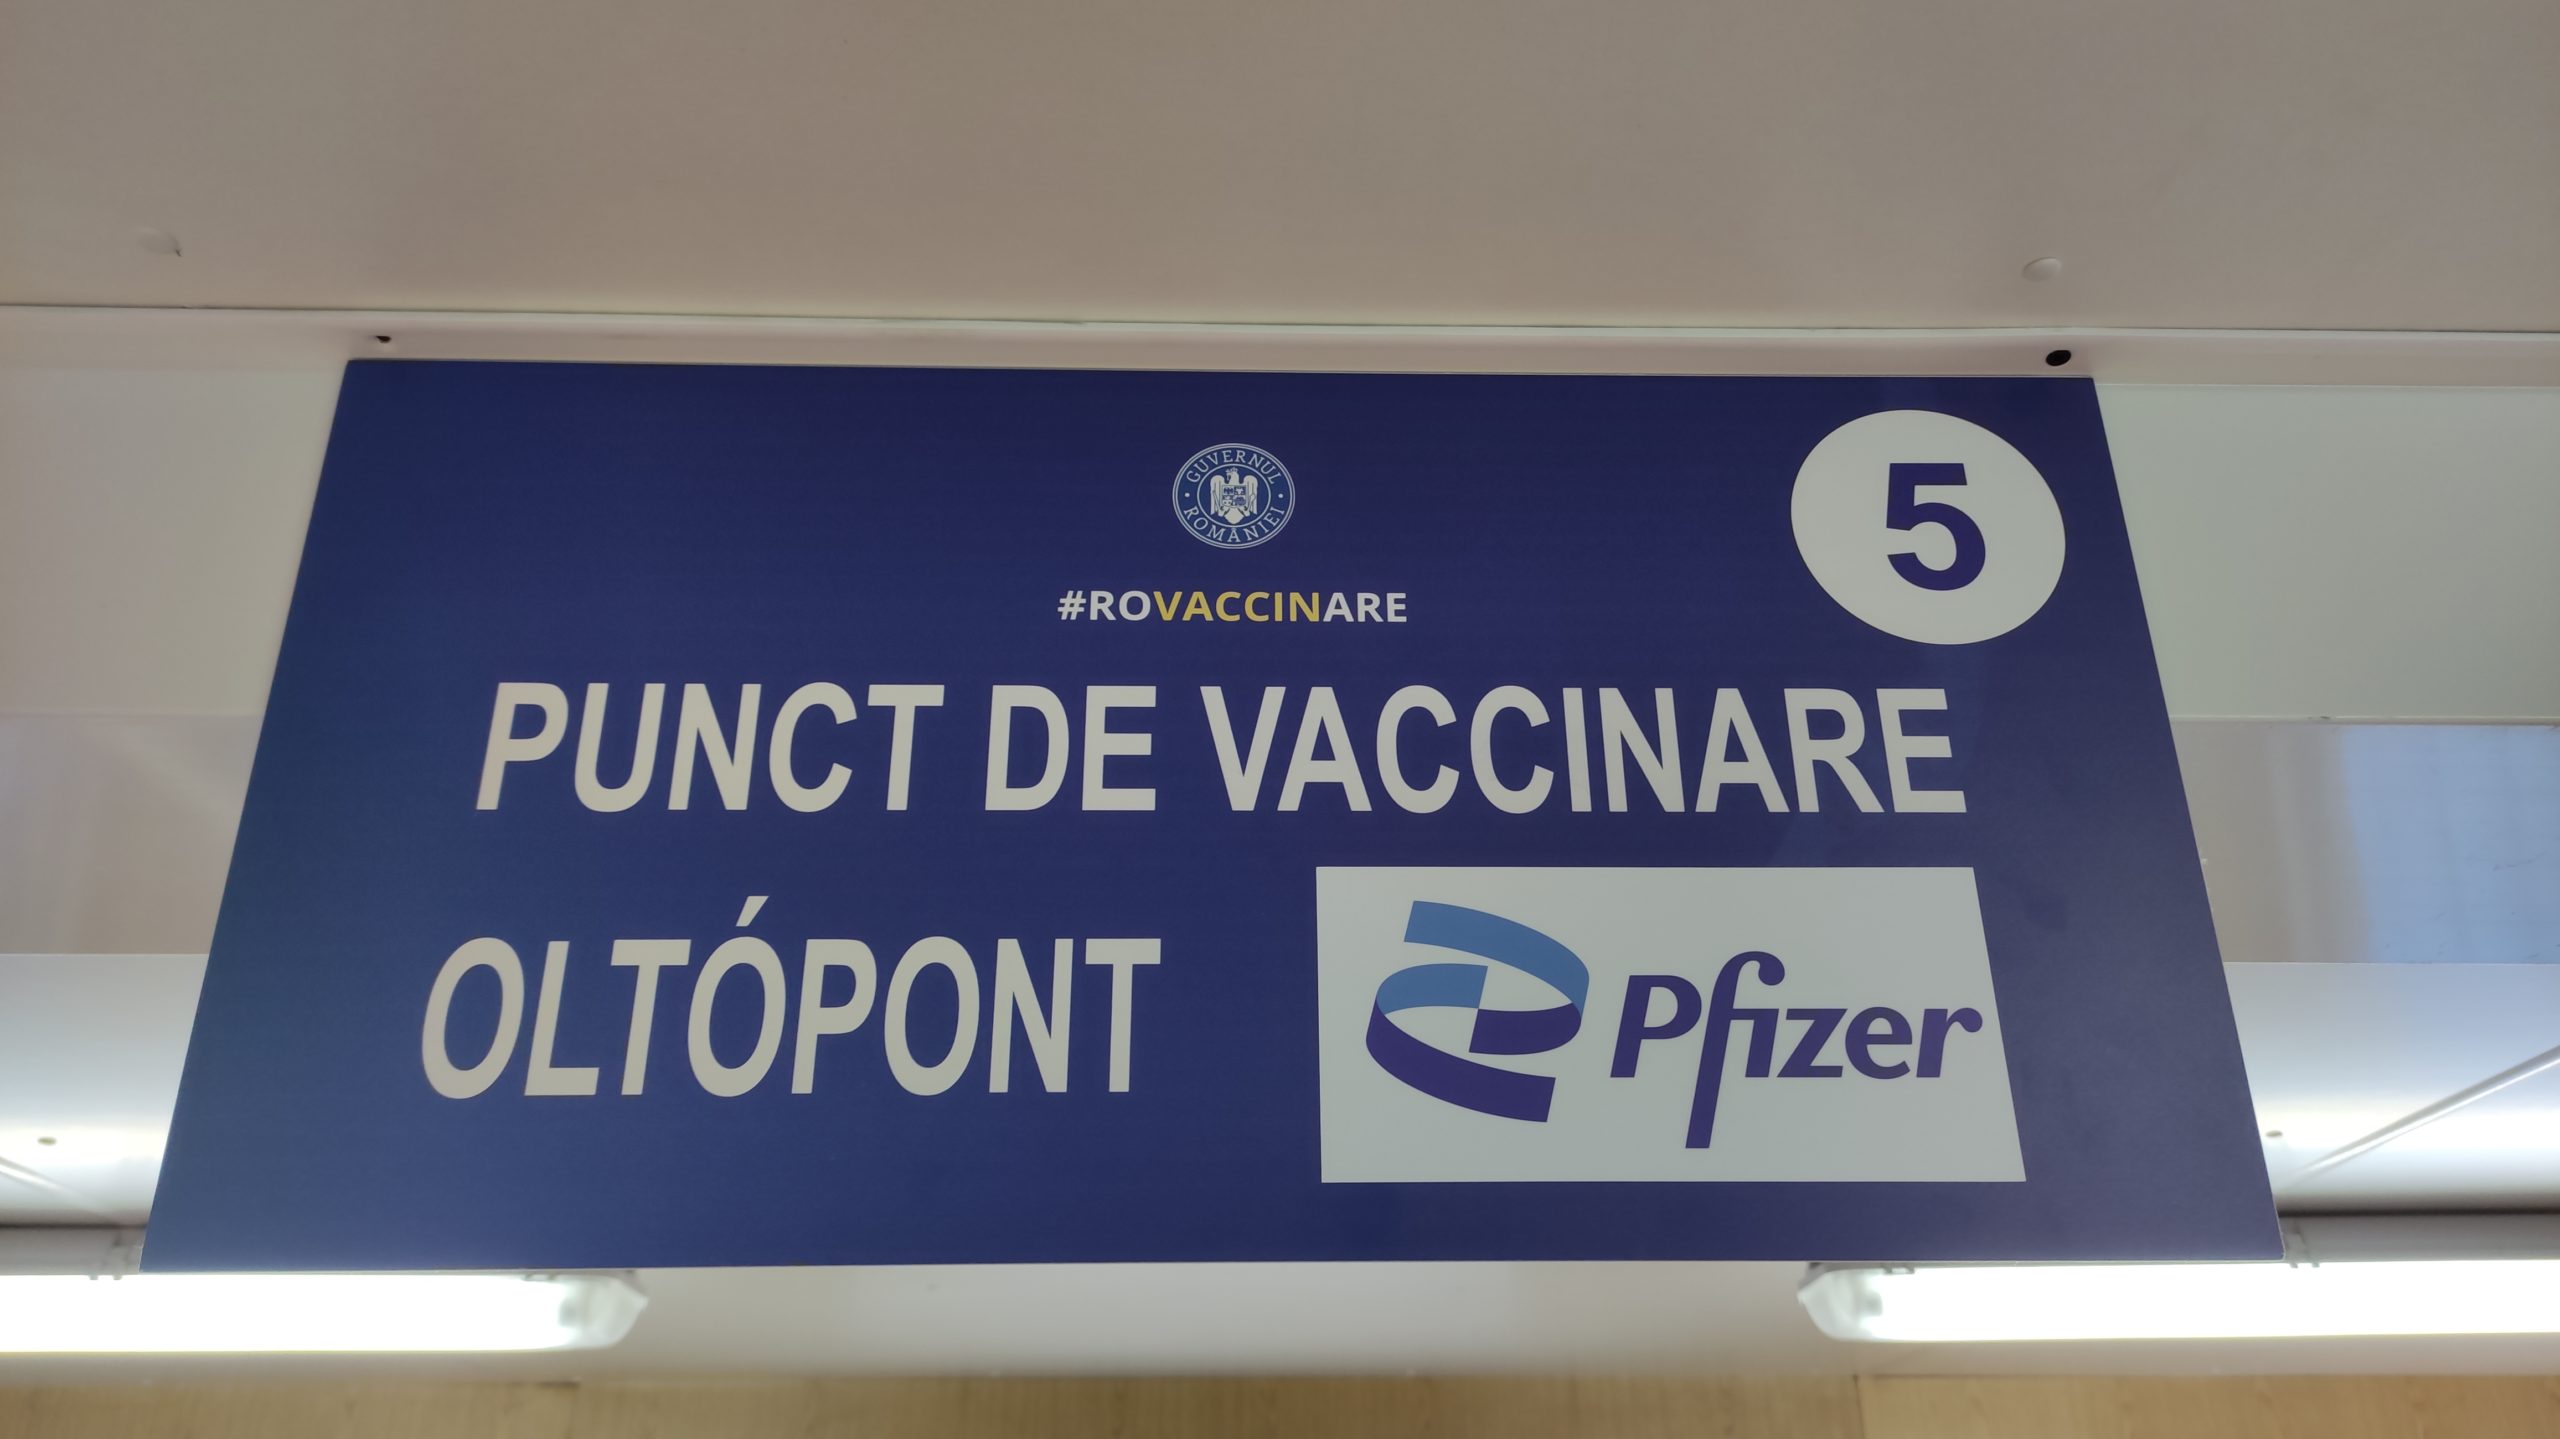 GUVERNUL ROMÂNIEI
5
#ROVACCINARE
PUNCT DE VACCINARE
OLTÓPONT
Pfizer